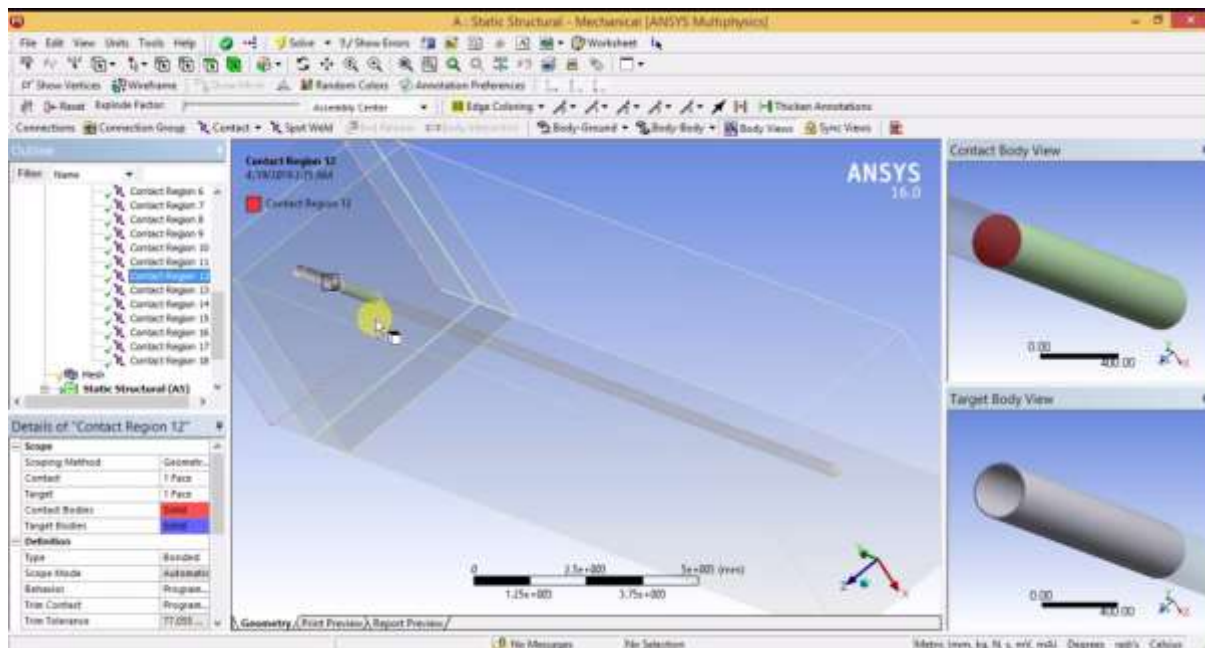 A : Static Structural - Mechanical [ANSYS Multiphysics]
File Edit View Units Tools Help Solve ?/Show Errors Worksheet
Show Vertices Wireframe Random Colors Annotation Preferences
Reset Explode Factor: Assembly Center Edge Coloring Thicken Annotations
Connections Connection Group Contact Spot Weld Body-Ground Body-Body Body Views Sync Views
Outline
Filter: Name
Contact Region 6
Contact Region 7
Contact Region 8
Contact Region 9
Contact Region 10
Contact Region 11
Contact Region 12
Contact Region 13
Contact Region 14
Contact Region 15
Contact Region 16
Contact Region 17
Contact Region 18
Mesh
Static Structural (A5)
Details of "Contact Region 12"
Scope
Scoping Method Geometr...
Contact 1 Face
Target 1 Face
Contact Bodies Solid
Target Bodies Solid
Definition
Type Bonded
Scope Mode Automatic
Behavior Program...
Trim Contact Program...
Trim Tolerance
Contact Region 12
Contact Region 12
ANSYS
16.0
0 2.5e+003 5e+003 (mm)
1.25e+003 3.75e+003
Geometry Print Preview Report Preview
Contact Body View
0.00
400.00
Target Body View
0.00
400.00
No Messages No Selection Metric (mm, kg, N, s, mV, mA) Degrees rad/s Celsius